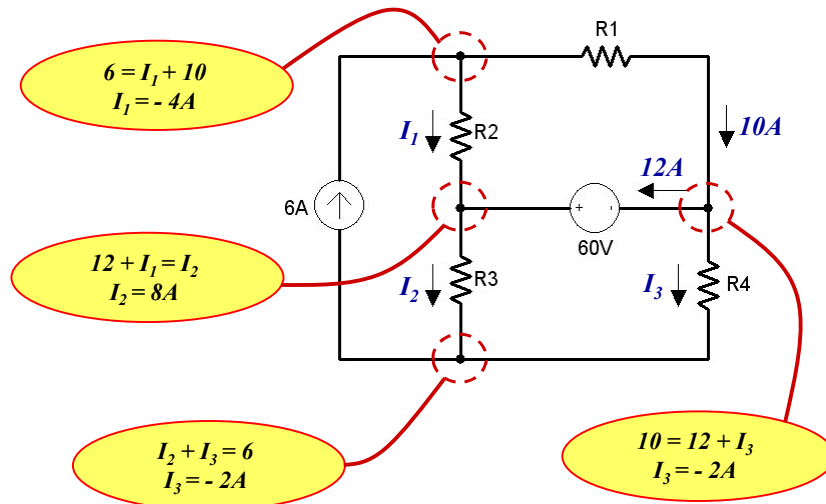 6 = I₁ + 10
I₁ = - 4A
R1
I₁
R2
10A
12A
6A
+ -
60V
12 + I₁ = I₂
I₂ = 8A
I₂
R3
I₃
R4
I₂ + I₃ = 6
I₃ = - 2A
10 = 12 + I₃
I₃ = - 2A